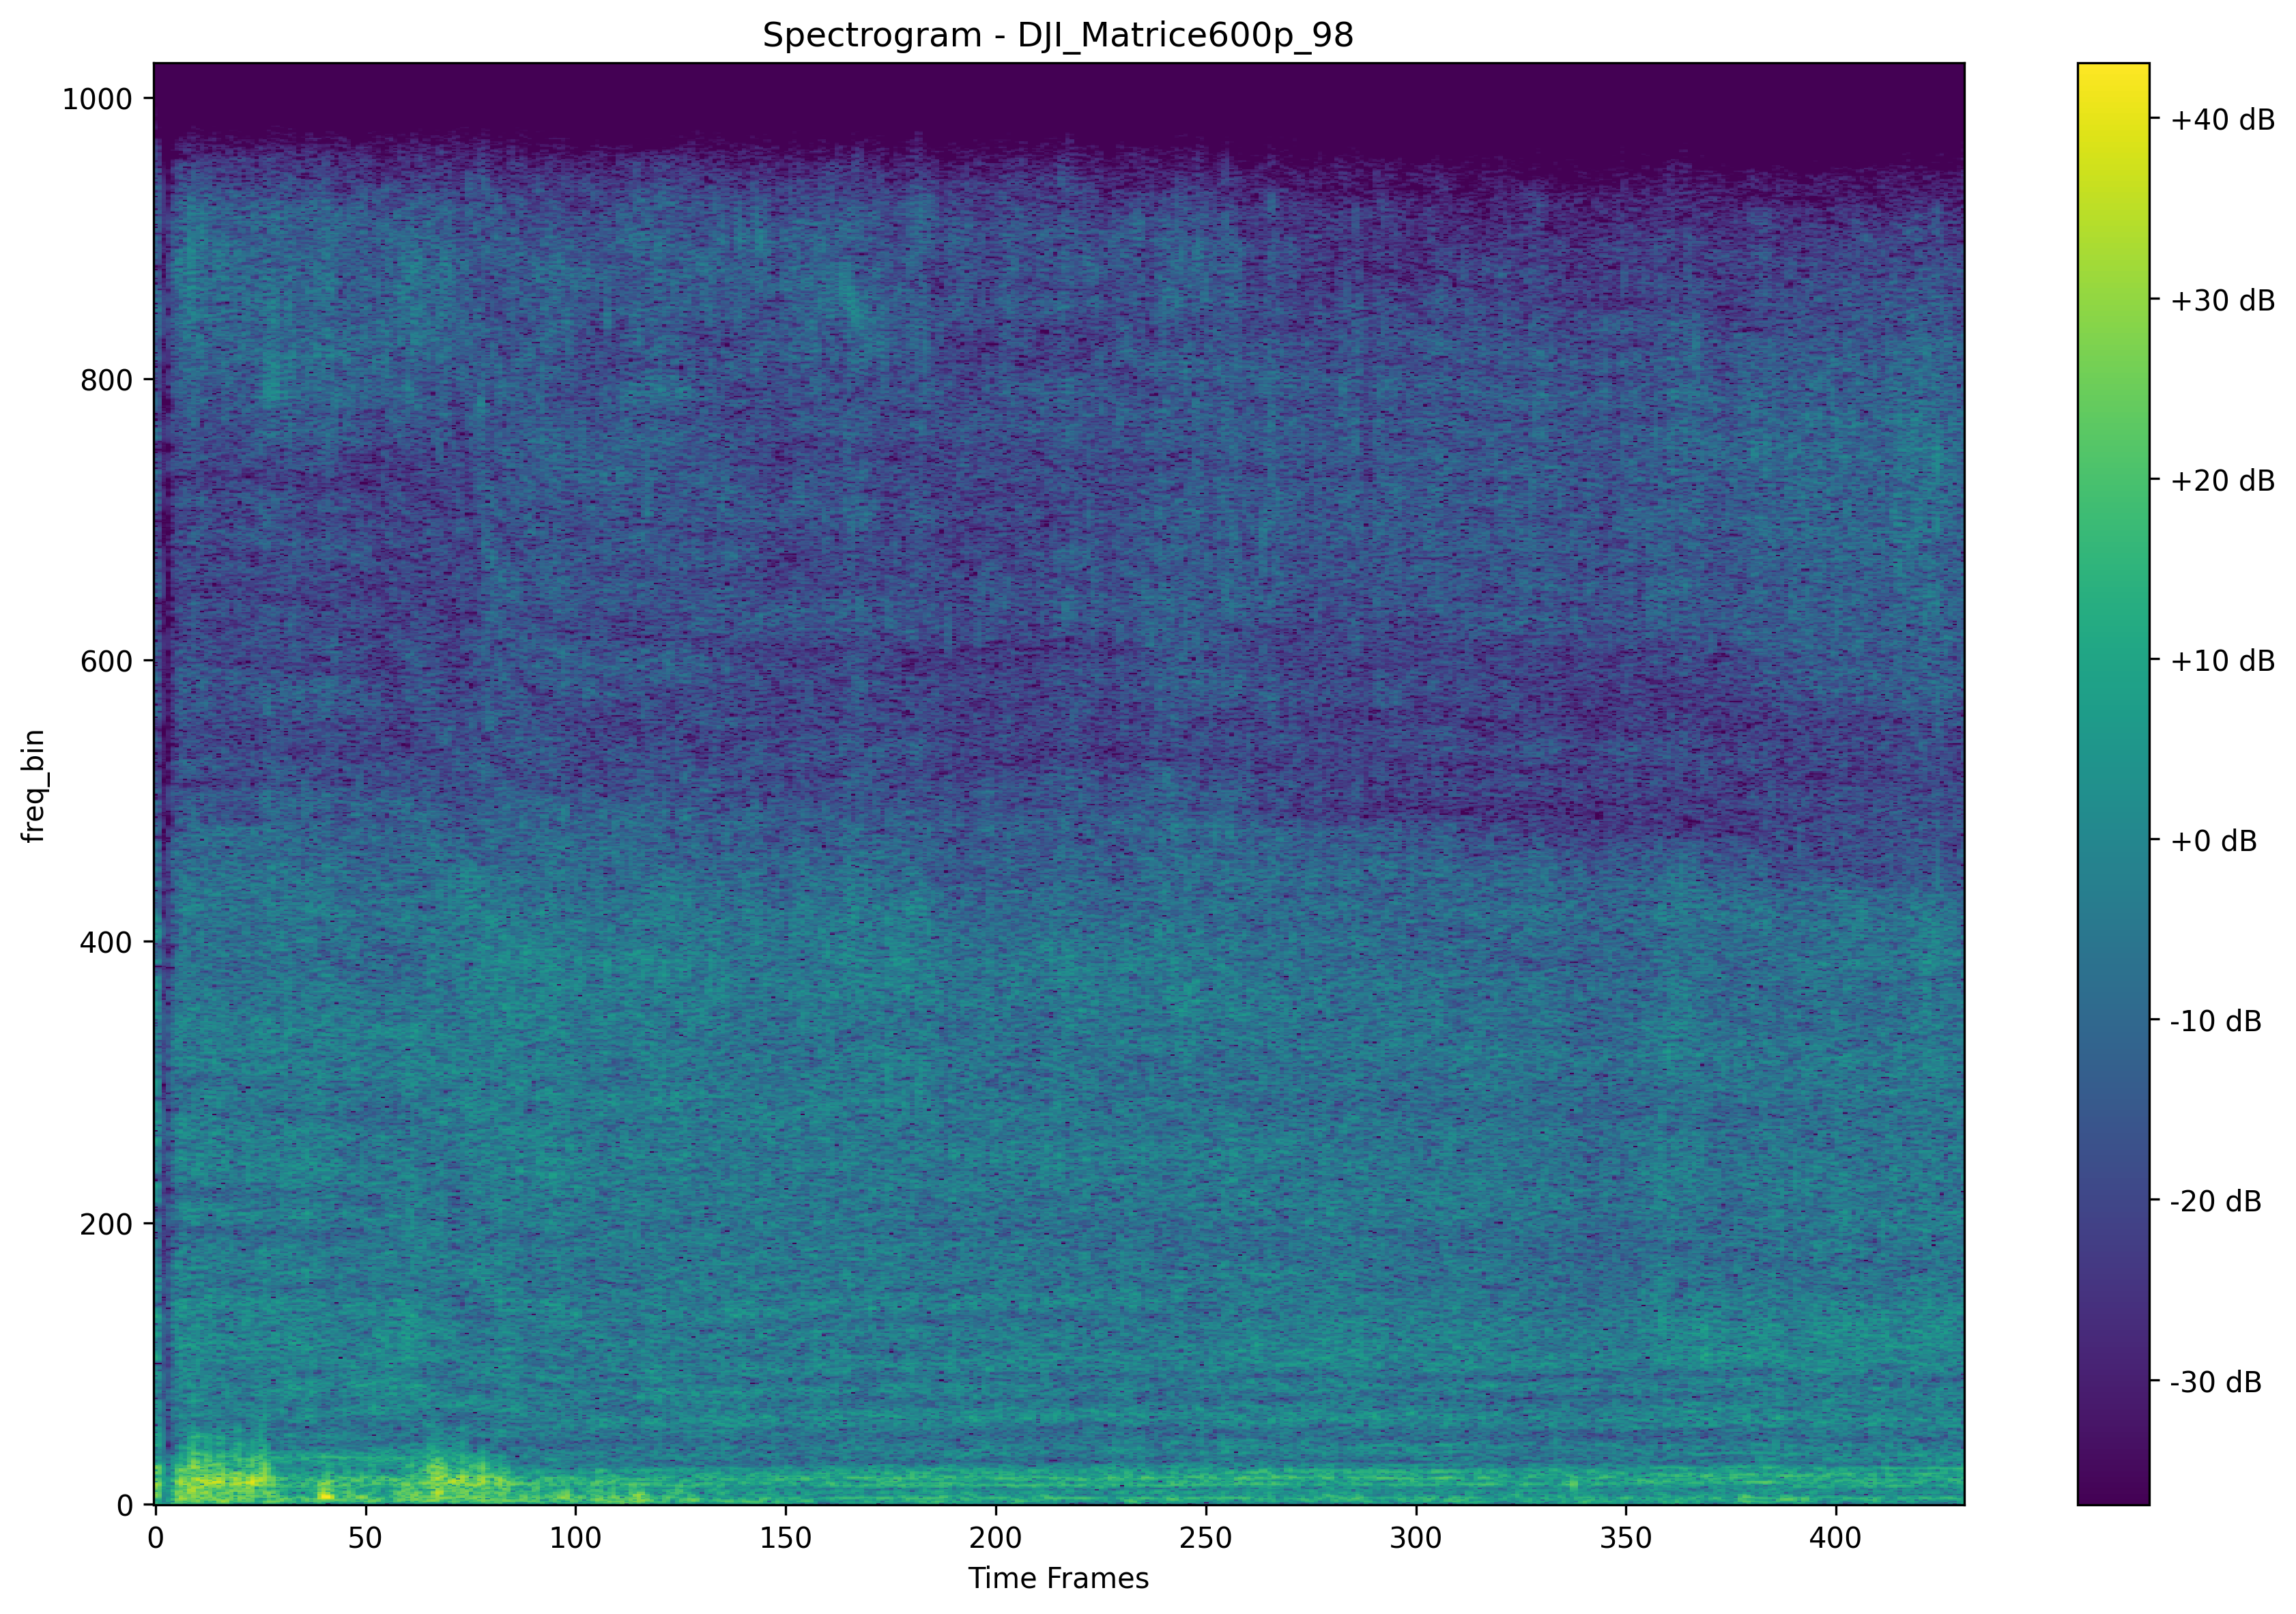 Spectrogram - DJI_Matrice600p_98
1000
800
600
400
200
0
freq_bin
0 50 100 150 200 250 300 350 400
Time Frames
+40 dB
+30 dB
+20 dB
+10 dB
+0 dB
-10 dB
-20 dB
-30 dB